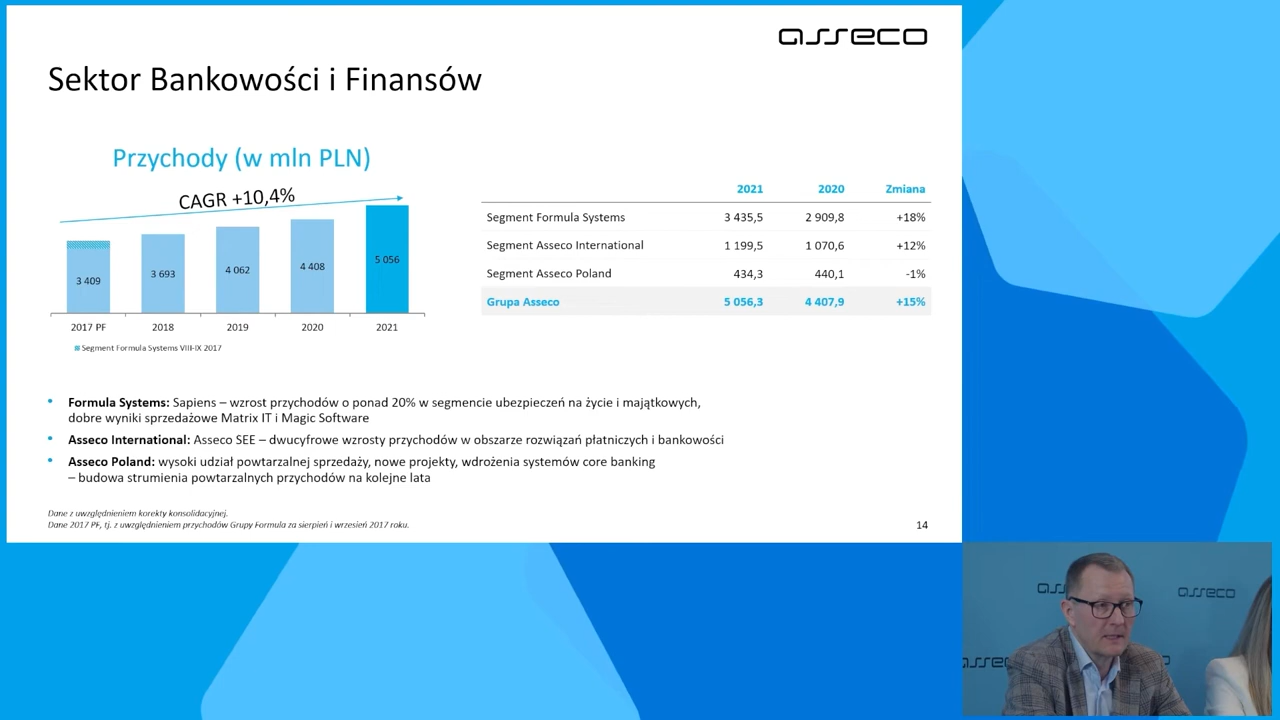 asseco
Sektor Bankowości i Finansów
Przychody (w mln PLN)
CAGR +10,4%
3 409
3 693
4 062
4 408
5 056
2017 PF 2018 2019 2020 2021
Segment Formula Systems VIII-IX 2017
2021 2020 Zmiana
Segment Formula Systems 3 435,5 2 909,8 +18%
Segment Asseco International 1 199,5 1 070,6 +12%
Segment Asseco Poland 434,3 440,1 -1%
Grupa Asseco 5 056,3 4 407,9 +15%
• Formula Systems: Sapiens – wzrost przychodów o ponad 20% w segmencie ubezpieczeń na życie i majątkowych,
dobre wyniki sprzedażowe Matrix IT i Magic Software
• Asseco International: Asseco SEE – dwucyfrowe wzrosty przychodów w obszarze rozwiązań płatniczych i bankowości
• Asseco Poland: wysoki udział powtarzalnej sprzedaży, nowe projekty, wdrożenia systemów core banking
– budowa strumienia powtarzalnych przychodów na kolejne lata
Dane z uwzględnieniem korekty konsolidacyjnej.
Dane 2017 PF, tj. z uwzględnieniem przychodów Grupy Formula za sierpień i wrzesień 2017 roku.
14
asseco